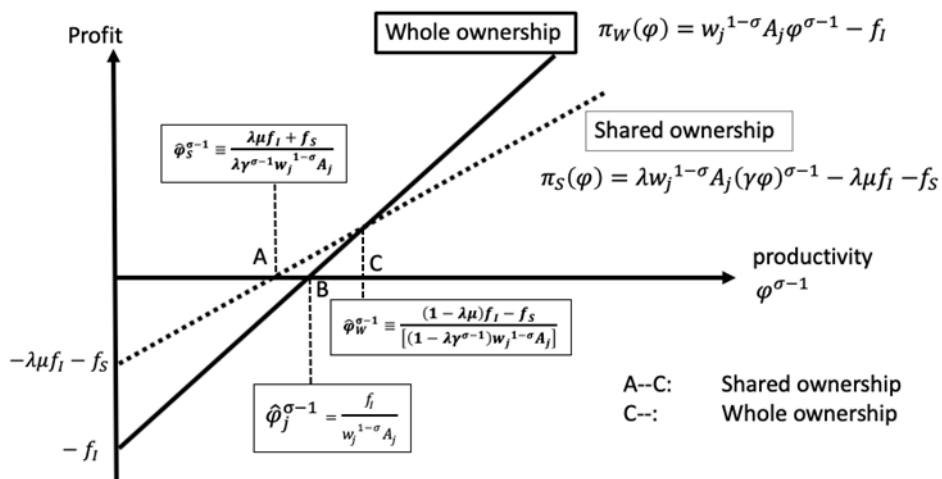 Profit
Whole ownership
π_W(φ) = w_j^{1−σ} A_j φ^{σ−1} − f_I
Shared ownership
π_S(φ) = λw_j^{1−σ} A_j(γφ)^{σ−1} − λμf_I − f_S
φ̂_S^{σ−1} ≡ (λμf_I + f_S) / (λγ^{σ−1} w_j^{1−σ} A_j)
A
B
C
productivity
φ^{σ−1}
φ̂_W^{σ−1} ≡ ((1 − λμ)f_I − f_S) / [(1 − λγ^{σ−1})w_j^{1−σ} A_j]
−λμf_I − f_S
φ̂_j^{σ−1} = f_I / (w_j^{1−σ} A_j)
− f_I
A--C: Shared ownership
C--: Whole ownership